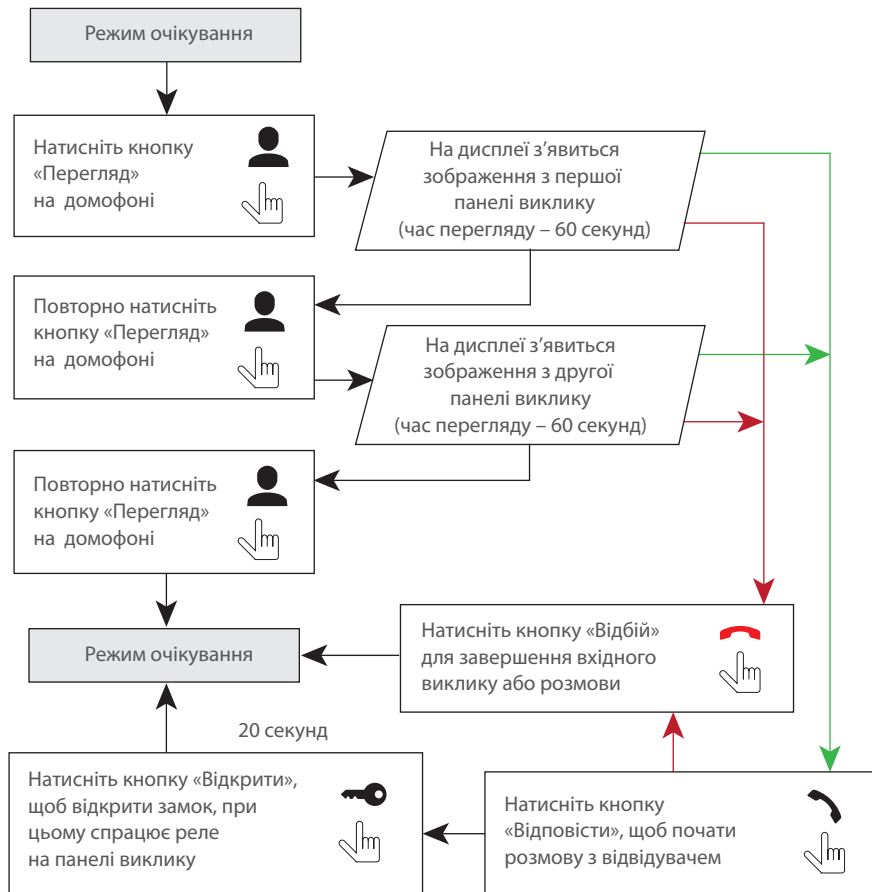 Режим очікування
Натисніть кнопку
«Перегляд»
на домофоні
На дисплеї з’явиться
зображення з першої
панелі виклику
(час перегляду – 60 секунд)
Повторно натисніть
кнопку «Перегляд»
на домофоні
На дисплеї з’явиться
зображення з другої
панелі виклику
(час перегляду – 60 секунд)
Повторно натисніть
кнопку «Перегляд»
на домофоні
Режим очікування
Натисніть кнопку «Відбій»
для завершення вхідного
виклику або розмови
20 секунд
Натисніть кнопку «Відкрити»,
щоб відкрити замок, при
цьому спрацює реле
на панелі виклику
Натисніть кнопку
«Відповісти», щоб почати
розмову з відвідувачем